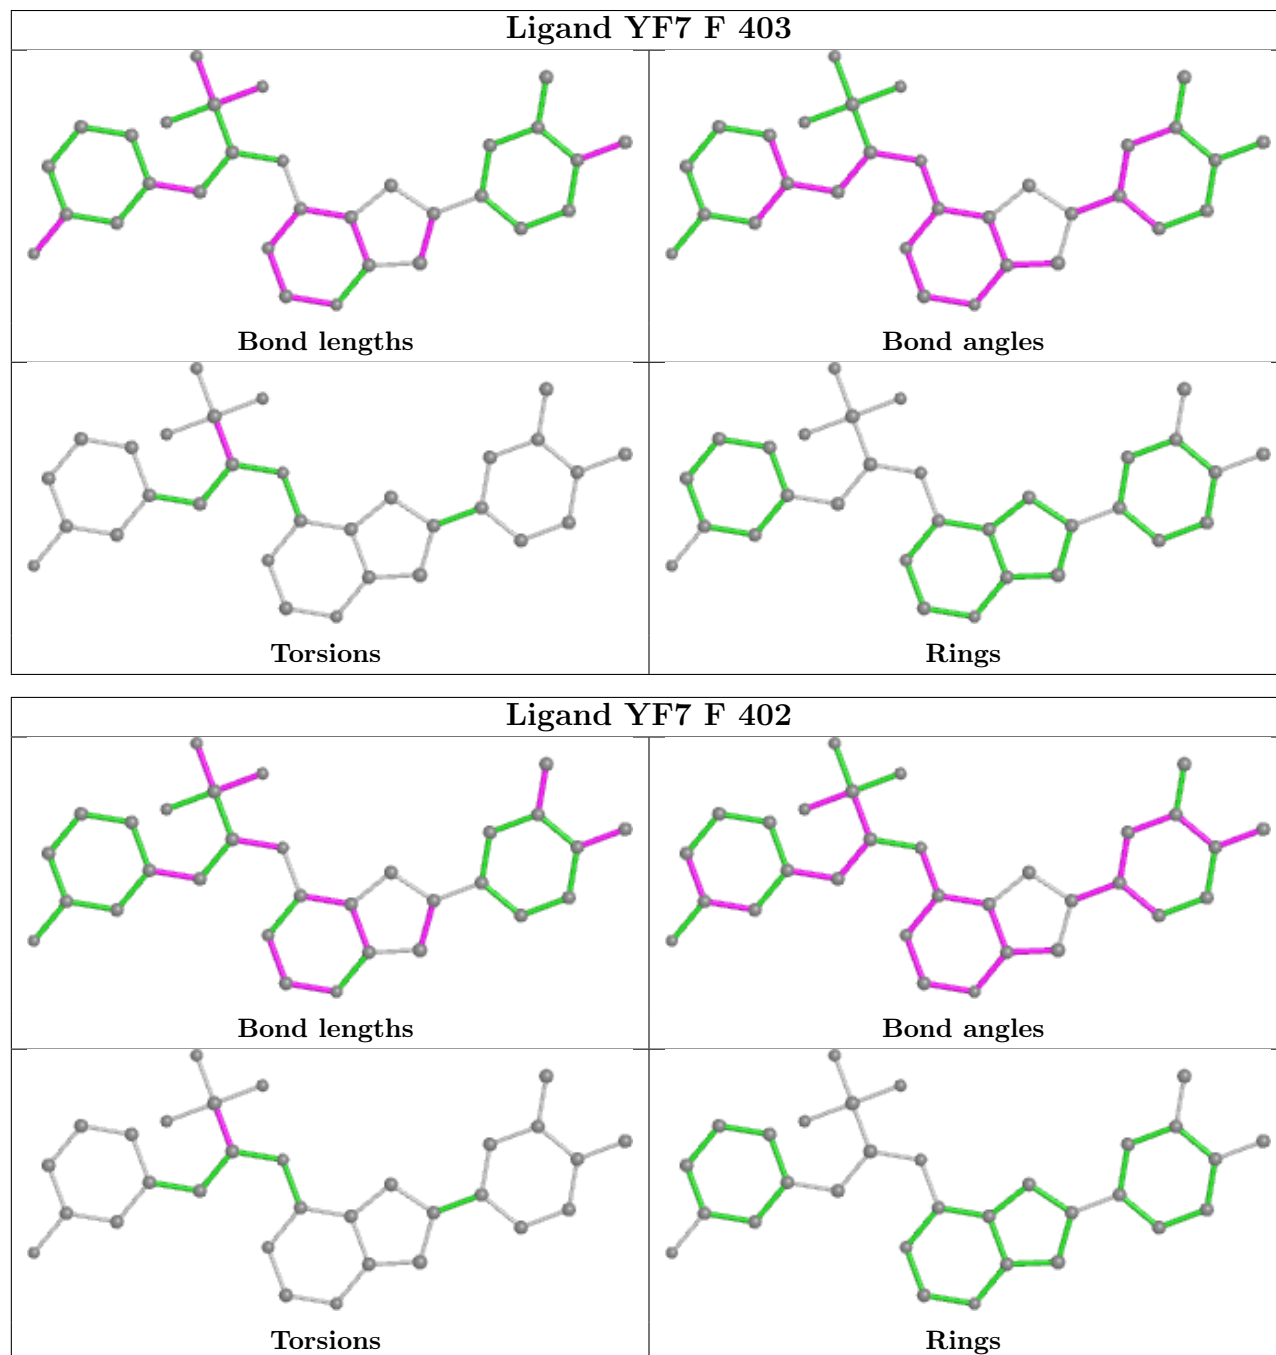 Ligand YF7 F 403
Bond lengths
Bond angles
Torsions
Rings
Ligand YF7 F 402
Bond lengths
Bond angles
Torsions
Rings